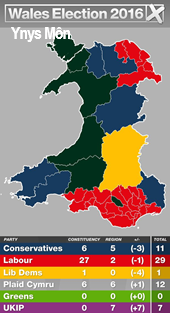 Wales Election 2016
Ynys Môn
PARTY CONSTITUENCY REGION +/- TOTAL
Conservatives 6 5 (-3) 11
Labour 27 2 (-1) 29
Lib Dems 1 0 (-4) 1
Plaid Cymru 6 6 (+1) 12
Greens 0 0 (+0) 0
UKIP 0 7 (+7) 7